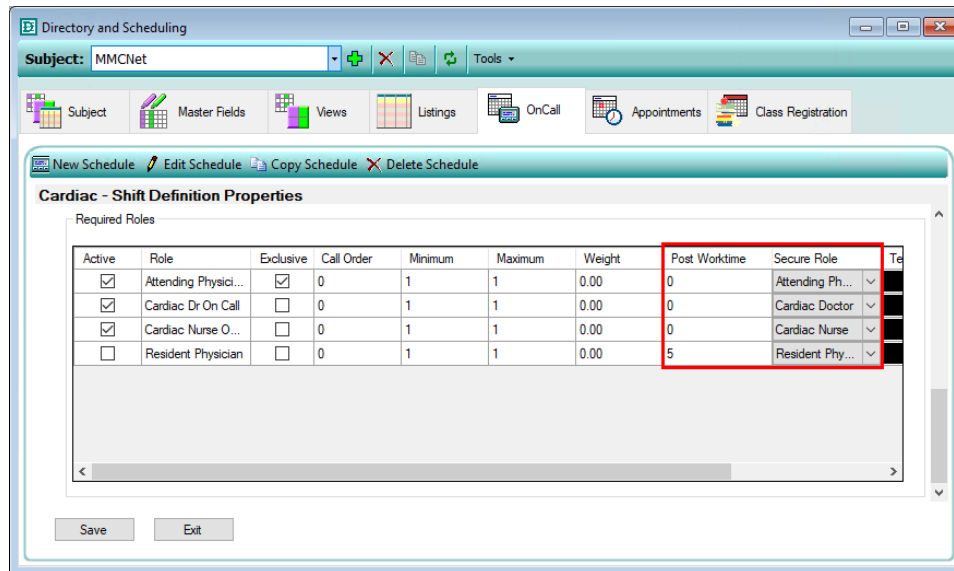 Directory and Scheduling
Subject: MMCNet Tools
Subject Master Fields Views Listings OnCall Appointments Class Registration
New Schedule Edit Schedule Copy Schedule Delete Schedule
Cardiac - Shift Definition Properties
Required Roles
Active Role Exclusive Call Order Minimum Maximum Weight Post Worktime Secure Role Te
Attending Physici... 0 1 1 0.00 0 Attending Ph...
Cardiac Dr On Call 0 1 1 0.00 0 Cardiac Doctor
Cardiac Nurse O... 0 1 1 0.00 0 Cardiac Nurse
Resident Physician 0 1 1 0.00 5 Resident Phy...
Save Exit